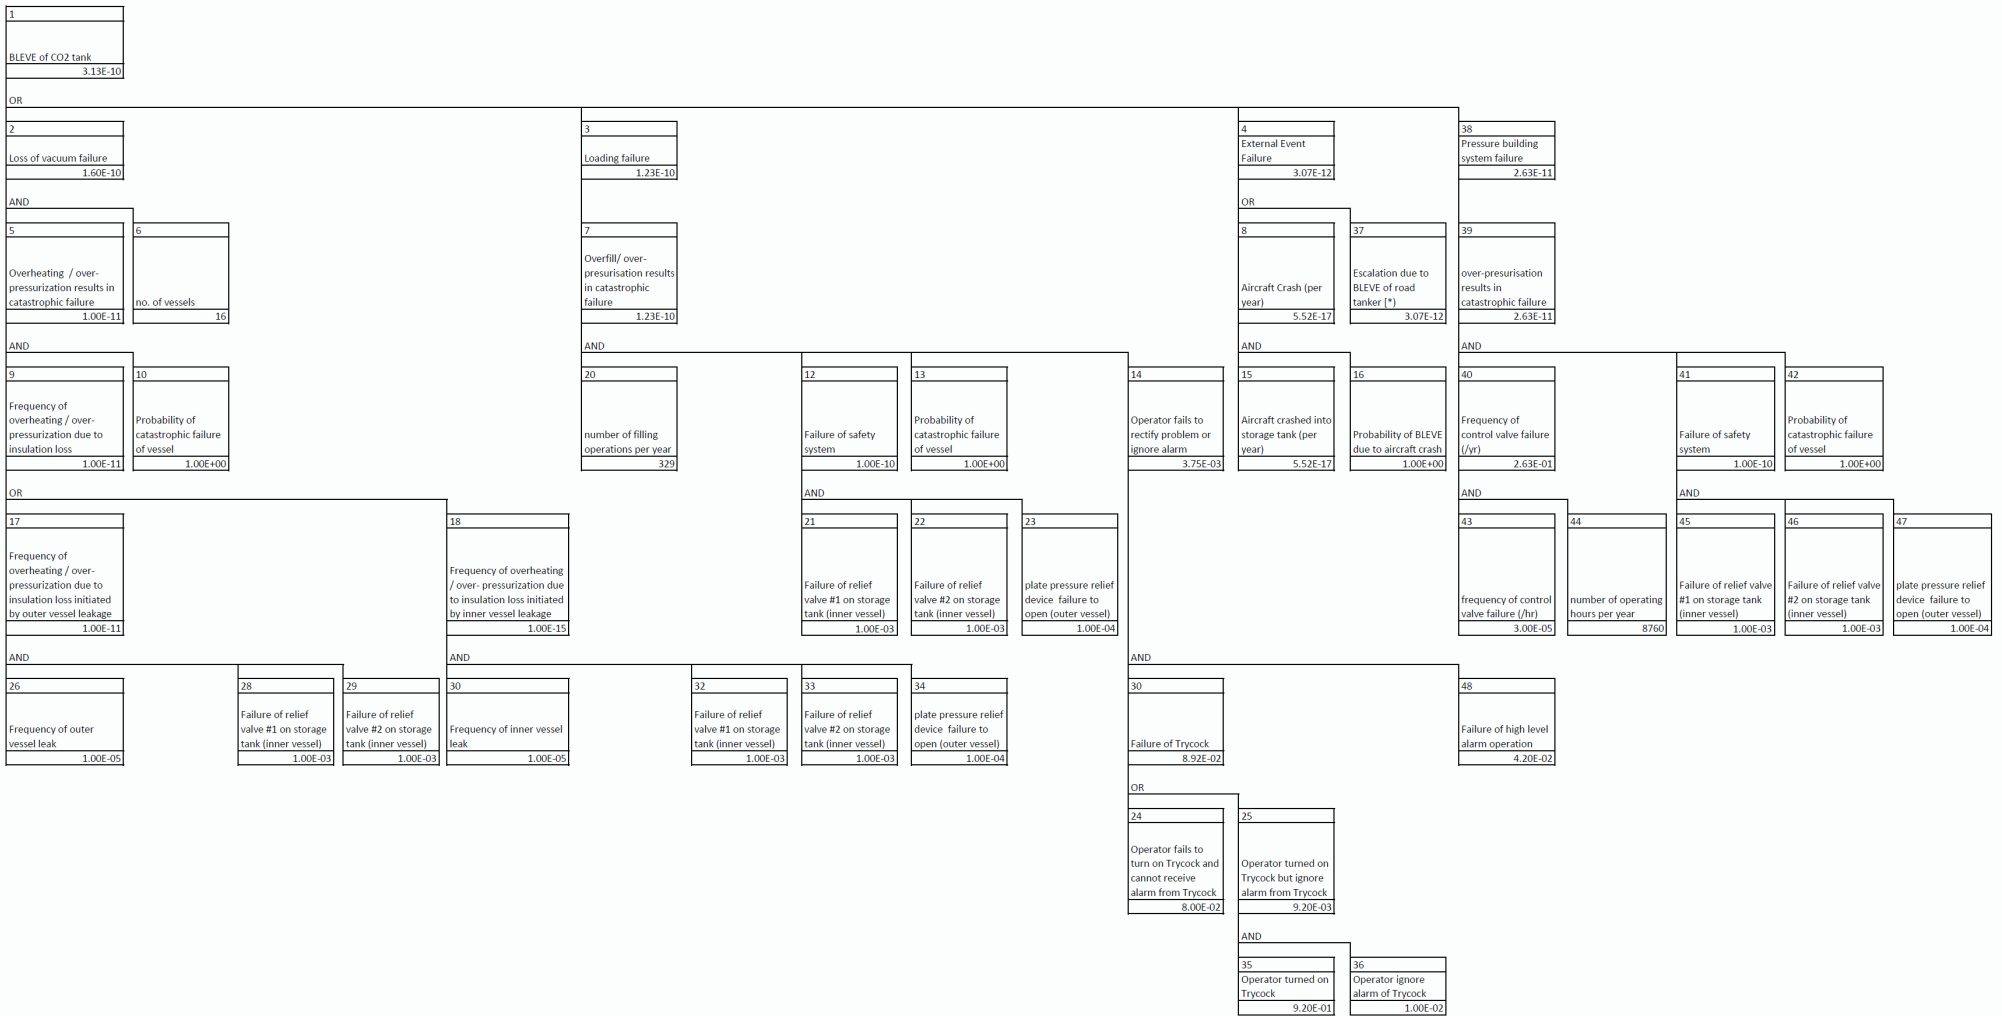 1
BLEVE of CO2 tank
3.13E-10
OR
2
Loss of vacuum failure
1.60E-10
3
Loading failure
1.23E-10
4
External Event
Failure
3.07E-12
38
Pressure building
system failure
2.63E-11
AND
OR
5
Overheating / over-
pressurization results in
catastrophic failure
1.00E-11
6
no. of vessels
16
7
Overfill/ over-
presurisation results
in catastrophic
failure
1.23E-10
8
Aircraft Crash (per
year)
5.52E-17
37
Escalation due to
BLEVE of road
tanker [*)
3.07E-12
39
over-presurisation
results in
catastrophic failure
2.63E-11
AND
AND
AND
AND
9
Frequency of
overheating / over-
pressurization due to
insulation loss
1.00E-11
10
Probability of
catastrophic failure
of vessel
1.00E+00
20
number of filling
operations per year
329
12
Failure of safety
system
1.00E-10
13
Probability of
catastrophic failure
of vessel
1.00E+00
14
Operator fails to
rectify problem or
ignore alarm
3.75E-03
15
Aircraft crashed into
storage tank (per
year)
5.52E-17
16
Probability of BLEVE
due to aircraft crash
1.00E+00
40
Frequency of
control valve failure
(/yr)
2.63E-01
41
Failure of safety
system
1.00E-10
42
Probability of
catastrophic failure
of vessel
1.00E+00
OR
AND
AND
AND
17
Frequency of
overheating / over-
pressurization due to
insulation loss initiated
by outer vessel leakage
1.00E-11
18
Frequency of overheating
/ over- pressurization due
to insulation loss initiated
by inner vessel leakage
1.00E-15
21
Failure of relief
valve #1 on storage
tank (inner vessel)
1.00E-03
22
Failure of relief
valve #2 on storage
tank (inner vessel)
1.00E-03
23
plate pressure relief
device failure to
open (outer vessel)
1.00E-04
43
frequency of control
valve failure (/hr)
3.00E-05
44
number of operating
hours per year
8760
45
Failure of relief valve
#1 on storage tank
(inner vessel)
1.00E-03
46
Failure of relief valve
#2 on storage tank
(inner vessel)
1.00E-03
47
plate pressure relief
device failure to
open (outer vessel)
1.00E-04
AND
AND
AND
26
Frequency of outer
vessel leak
1.00E-05
28
Failure of relief
valve #1 on storage
tank (inner vessel)
1.00E-03
29
Failure of relief
valve #2 on storage
tank (inner vessel)
1.00E-03
30
Frequency of inner vessel
leak
1.00E-05
32
Failure of relief
valve #1 on storage
tank (inner vessel)
1.00E-03
33
Failure of relief
valve #2 on storage
tank (inner vessel)
1.00E-03
34
plate pressure relief
device failure to
open (outer vessel)
1.00E-04
30
Failure of Trycock
8.92E-02
48
Failure of high level
alarm operation
4.20E-02
OR
24
Operator fails to
turn on Trycock and
cannot receive
alarm from Trycock
8.00E-02
25
Operator turned on
Trycock but ignore
alarm from Trycock
9.20E-03
AND
35
Operator turned on
Trycock
9.20E-01
36
Operator ignore
alarm of Trycock
1.00E-02